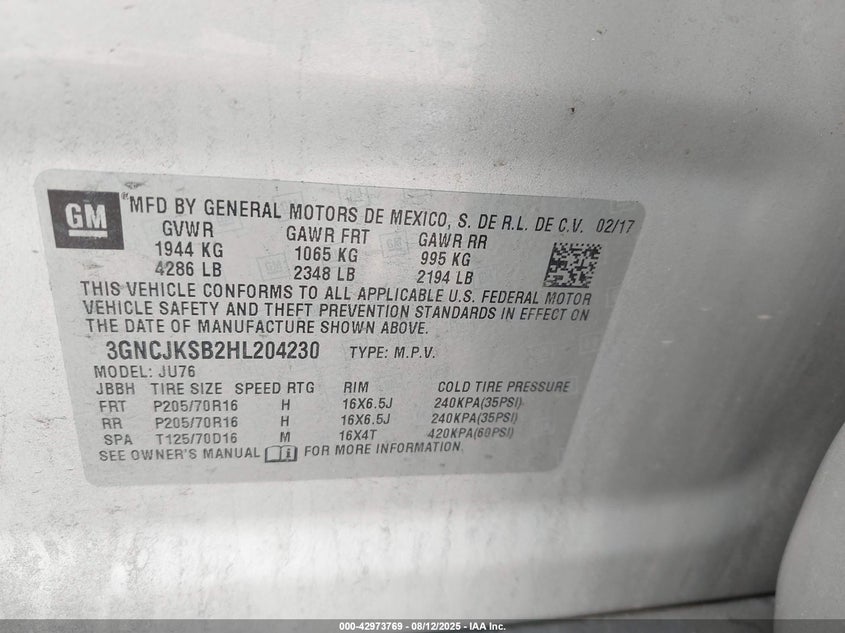 GM ® MFD BY GENERAL MOTORS DE MEXICO, S. DE R.L. DE C.V. 02/17
GVWR GAWR FRT GAWR RR
1944 KG 1065 KG 995 KG
4286 LB 2348 LB 2194 LB
THIS VEHICLE CONFORMS TO ALL APPLICABLE U.S. FEDERAL MOTOR
VEHICLE SAFETY AND THEFT PREVENTION STANDARDS IN EFFECT ON
THE DATE OF MANUFACTURE SHOWN ABOVE.
3GNCJKSB2HL204230 TYPE: M.P.V.
MODEL: JU76
JBBH TIRE SIZE SPEED RTG RIM COLD TIRE PRESSURE
FRT P205/70R16 H 16X6.5J 240KPA(35PSI)
RR P205/70R16 H 16X6.5J 240KPA(35PSI)
SPA T125/70D16 M 16X4T 420KPA(60PSI)
SEE OWNER'S MANUAL i FOR MORE INFORMATION.
000-42973769 - 08/12/2025 - IAA Inc.